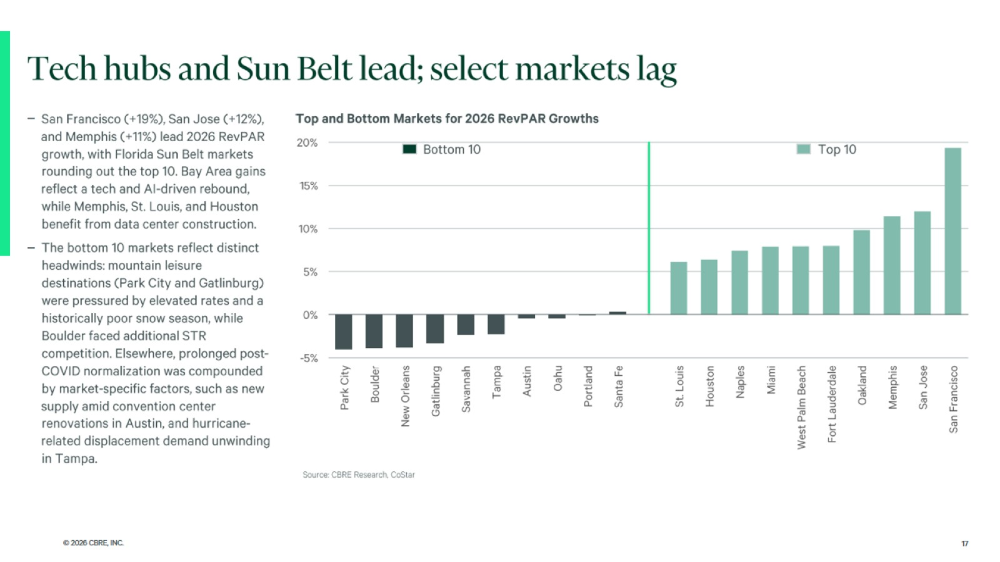 Tech hubs and Sun Belt lead; select markets lag
– San Francisco (+19%), San Jose (+12%),
and Memphis (+11%) lead 2026 RevPAR
growth, with Florida Sun Belt markets
rounding out the top 10. Bay Area gains
reflect a tech and AI-driven rebound,
while Memphis, St. Louis, and Houston
benefit from data center construction.
– The bottom 10 markets reflect distinct
headwinds: mountain leisure
destinations (Park City and Gatlinburg)
were pressured by elevated rates and a
historically poor snow season, while
Boulder faced additional STR
competition. Elsewhere, prolonged post-
COVID normalization was compounded
by market-specific factors, such as new
supply amid convention center
renovations in Austin, and hurricane-
related displacement demand unwinding
in Tampa.
Top and Bottom Markets for 2026 RevPAR Growths
Bottom 10
Top 10
20%
15%
10%
5%
0%
-5%
Park City
Boulder
New Orleans
Gatlinburg
Savannah
Tampa
Austin
Oahu
Portland
Santa Fe
St. Louis
Houston
Naples
Miami
West Palm Beach
Fort Lauderdale
Oakland
Memphis
San Jose
San Francisco
Source: CBRE Research, CoStar
© 2026 CBRE, INC.
17